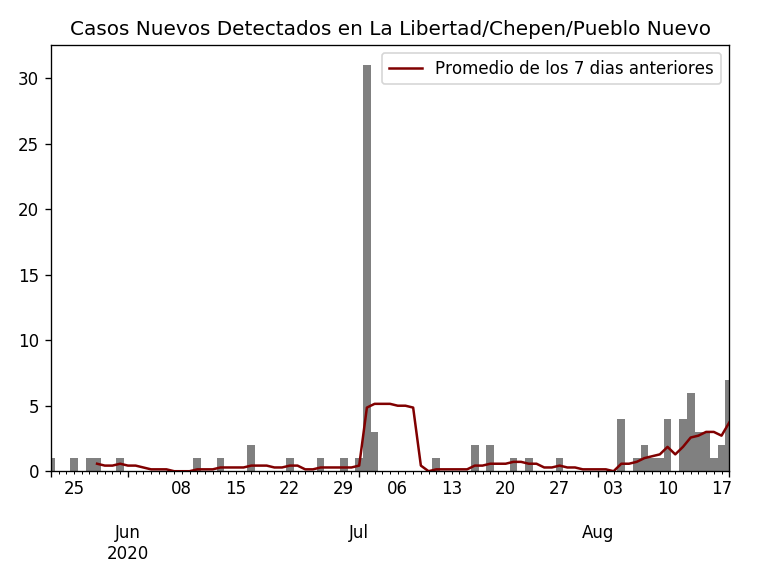 Casos Nuevos Detectados en La Libertad/Chepen/Pueblo Nuevo
Promedio de los 7 dias anteriores
30
25
20
15
10
5
0
25 08 15 22 29 06 13 20 27 03 10 17
Jun Jul Aug
2020